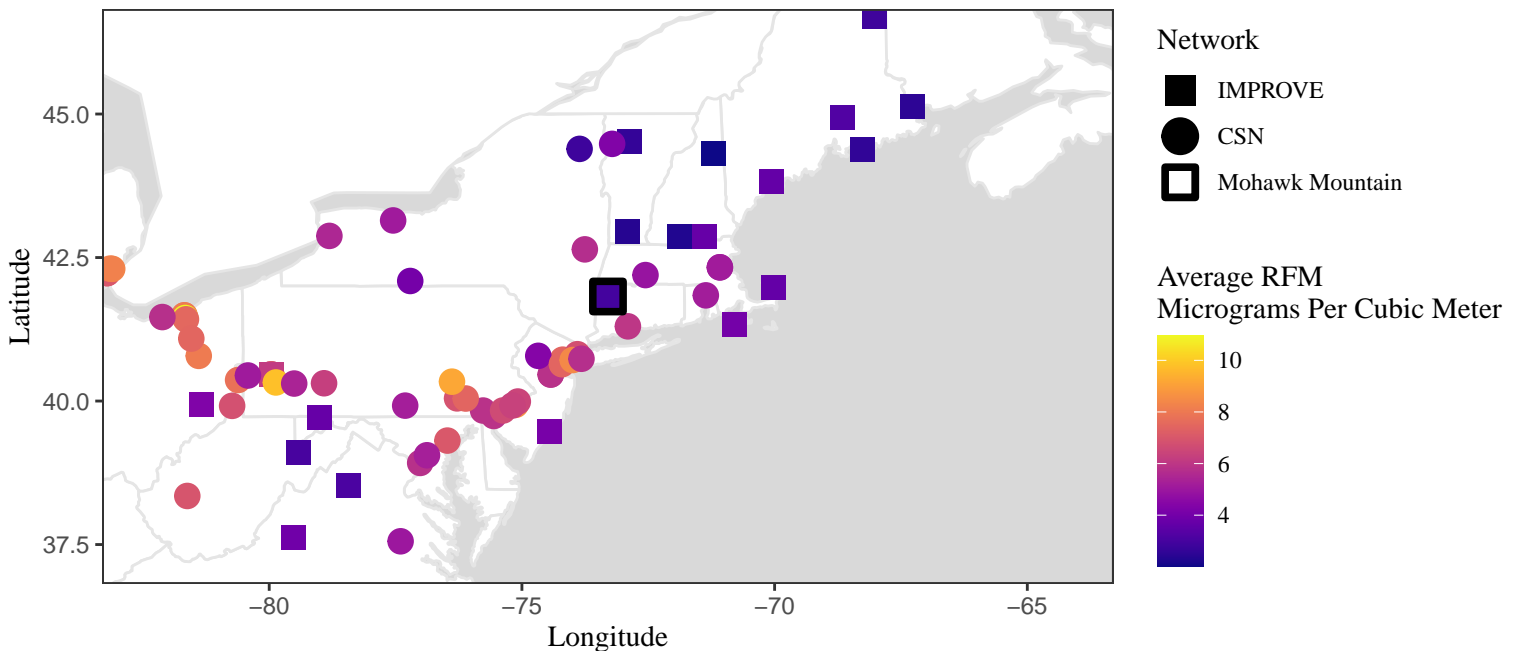 Network
IMPROVE
CSN
Mohawk Mountain
Average RFM
Micrograms Per Cubic Meter
10
8
6
4
45.0
42.5
40.0
37.5
Latitude
−80
−75
−70
−65
Longitude